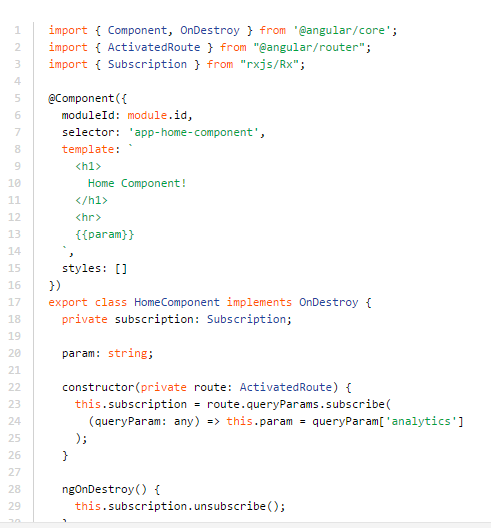 1 import { Component, OnDestroy } from '@angular/core';
2 import { ActivatedRoute } from "@angular/router";
3 import { Subscription } from "rxjs/Rx";
4
5 @Component({
6 moduleId: module.id,
7 selector: 'app-home-component',
8 template: `
9 <h1>
10 Home Component!
11 </h1>
12 <hr>
13 {{param}}
14 `,
15 styles: []
16 })
17 export class HomeComponent implements OnDestroy {
18 private subscription: Subscription;
19
20 param: string;
21
22 constructor(private route: ActivatedRoute) {
23 this.subscription = route.queryParams.subscribe(
24 (queryParam: any) => this.param = queryParam['analytics']
25 );
26 }
27
28 ngOnDestroy() {
29 this.subscription.unsubscribe();